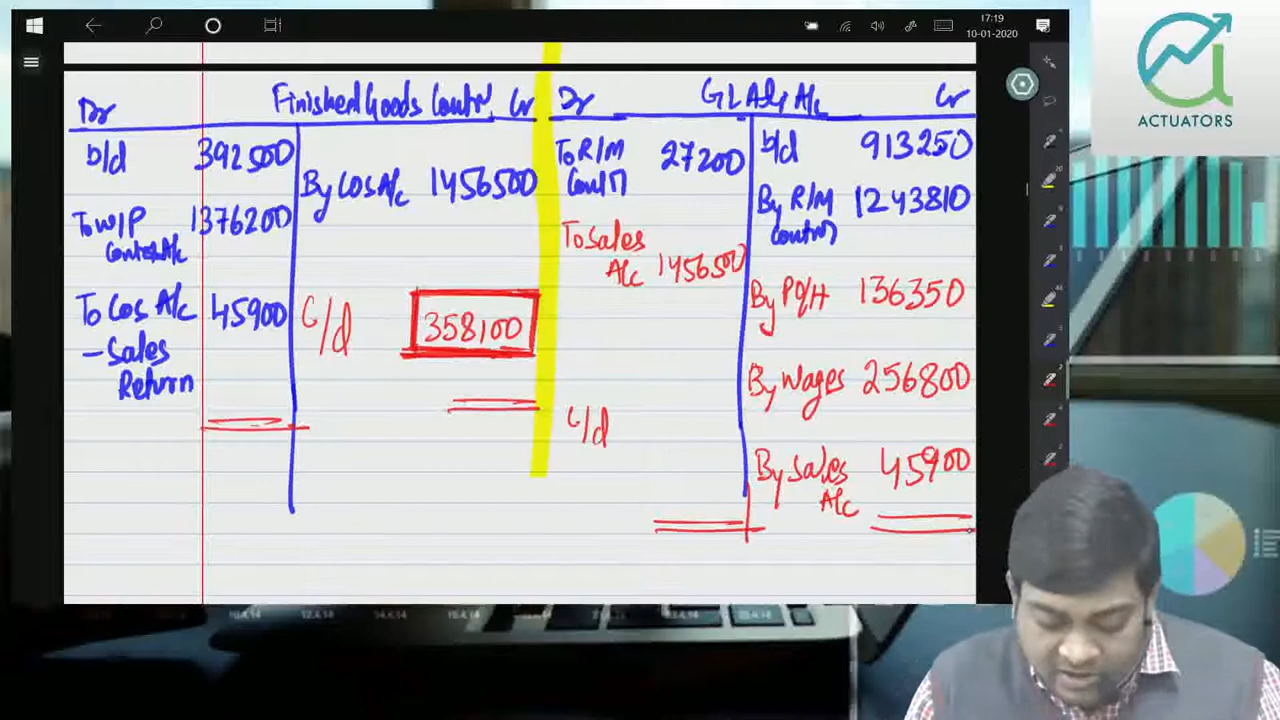 17:19
10-01-2020
ACTUATORS
Dr Finished Goods Control Cr
b/d 392500
By Cos A/c 1456500
To W/P 1376200
Control A/c
To Cos A/c 45900
- Sales
Return
c/d 358100
Dr GL Adj A/c Cr
To R/M 27200
Control
To Sales
A/c 1456500
c/d
b/d 913250
By R/M 1243810
Control
By PO/H 136350
By Wages 256800
By Sales 45900
A/c